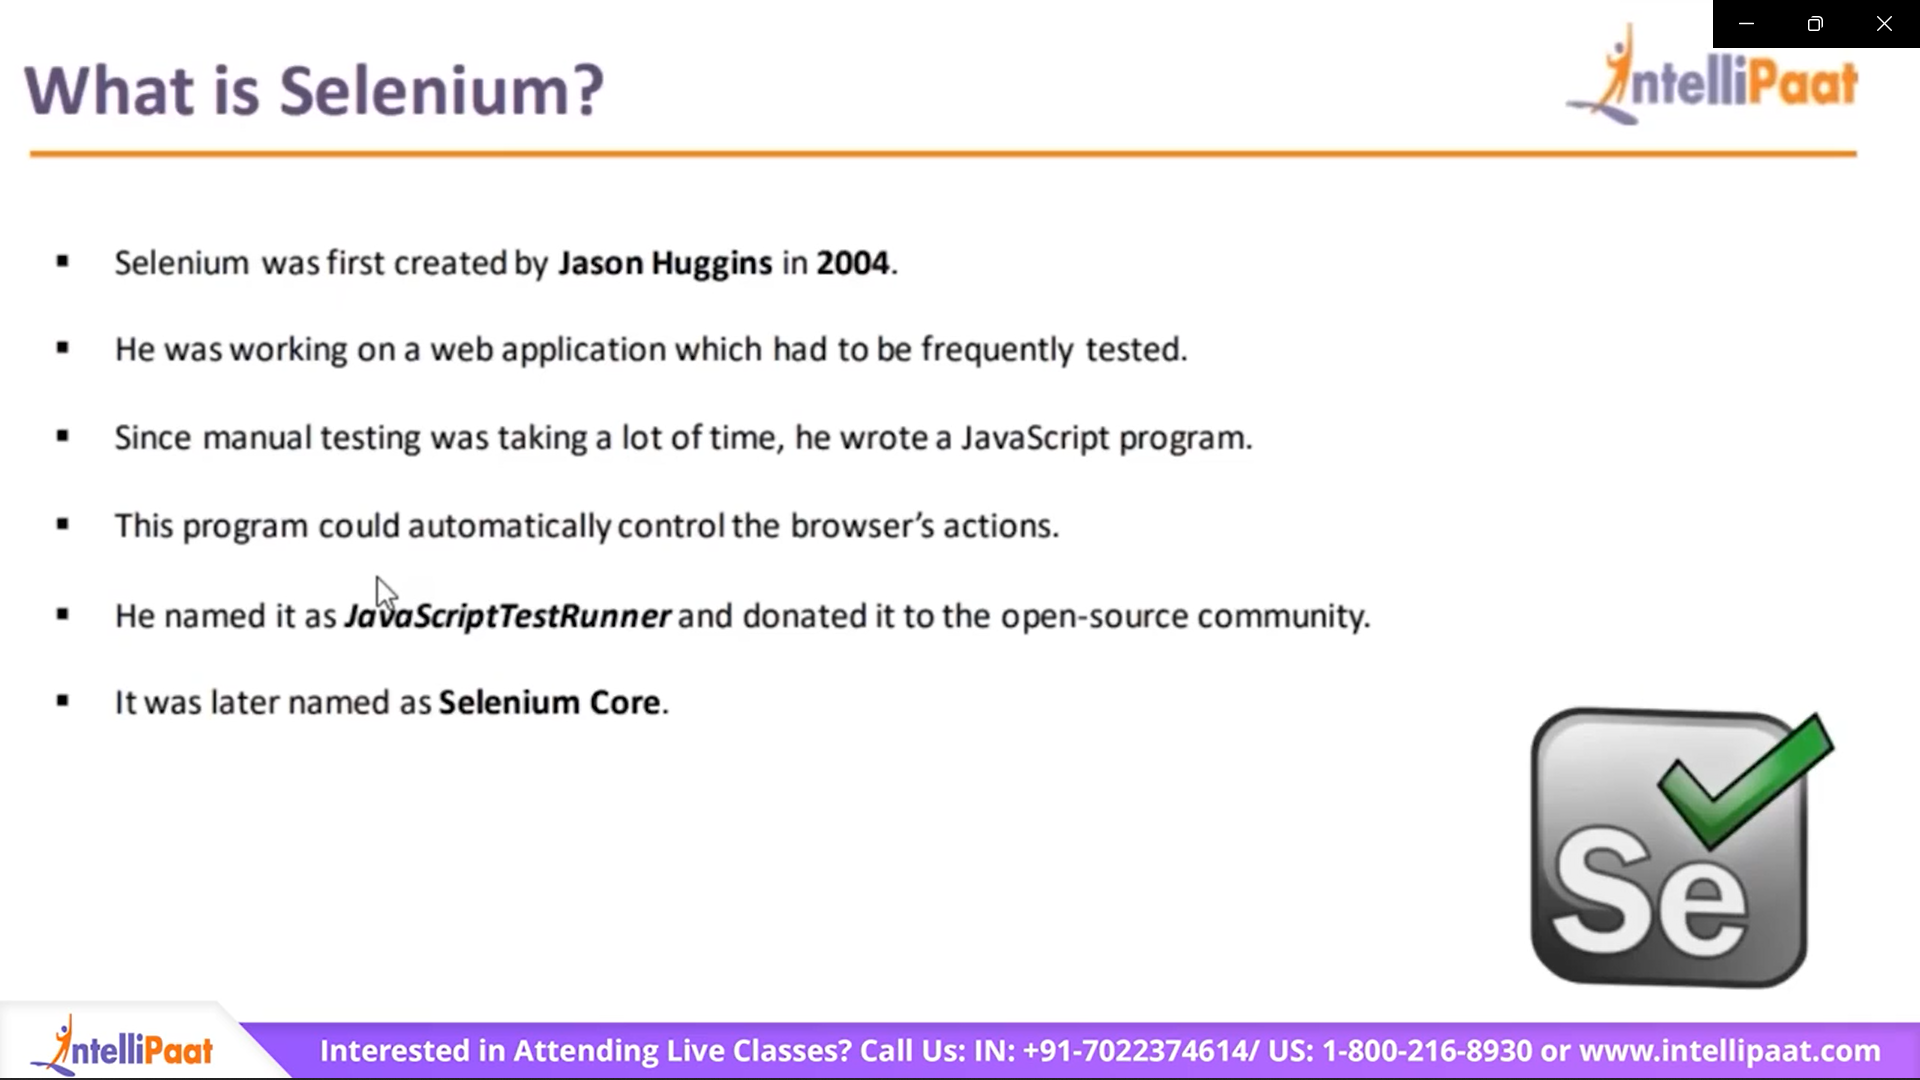 What is Selenium?
IntelliPaat
▪ Selenium was first created by Jason Huggins in 2004.
▪ He was working on a web application which had to be frequently tested.
▪ Since manual testing was taking a lot of time, he wrote a JavaScript program.
▪ This program could automatically control the browser’s actions.
▪ He named it as JavaScriptTestRunner and donated it to the open-source community.
▪ It was later named as Selenium Core.
Se
IntelliPaat
Interested in Attending Live Classes? Call Us: IN: +91-7022374614/ US: 1-800-216-8930 or www.intellipaat.com